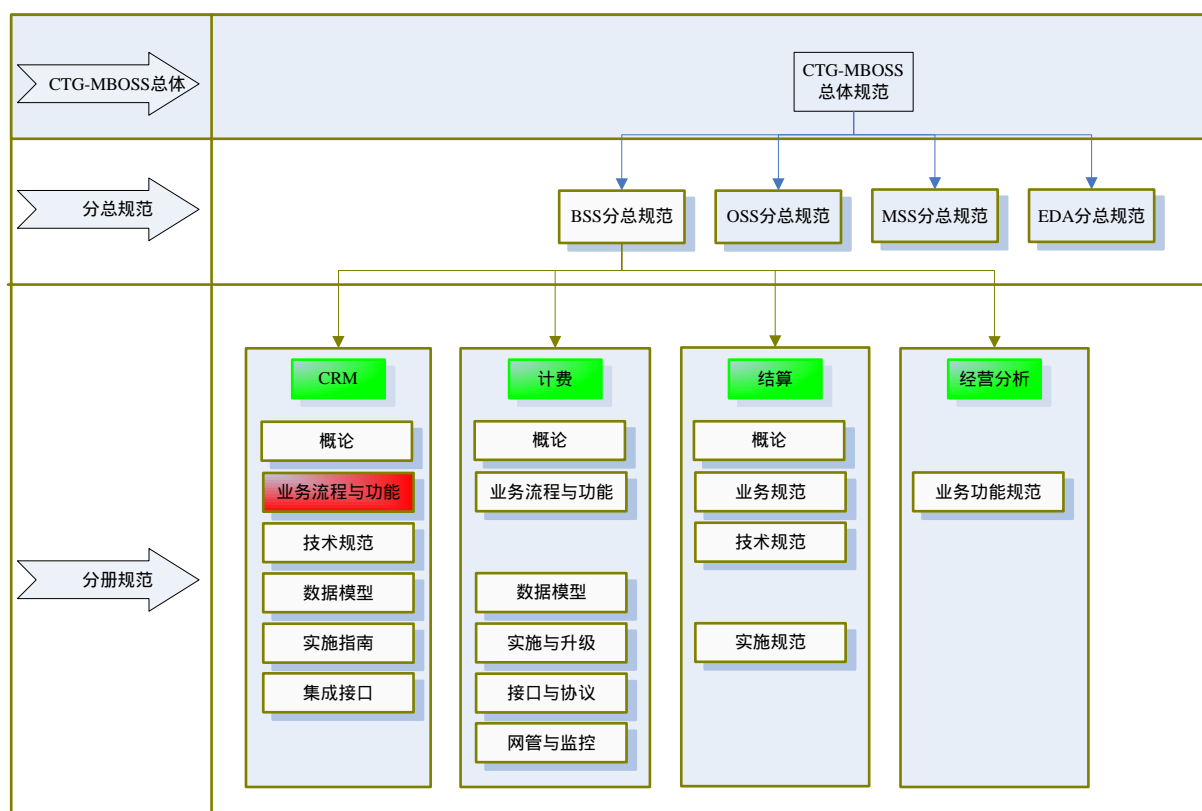 CTG-MBOSS总体
CTG-MBOSS
总体规范
分总规范
BSS分总规范
OSS分总规范
MSS分总规范
EDA分总规范
分册规范
CRM
概论
业务流程与功能
技术规范
数据模型
实施指南
集成接口
计费
概论
业务流程与功能
数据模型
实施与升级
接口与协议
网管与监控
结算
概论
业务规范
技术规范
实施规范
经营分析
业务功能规范